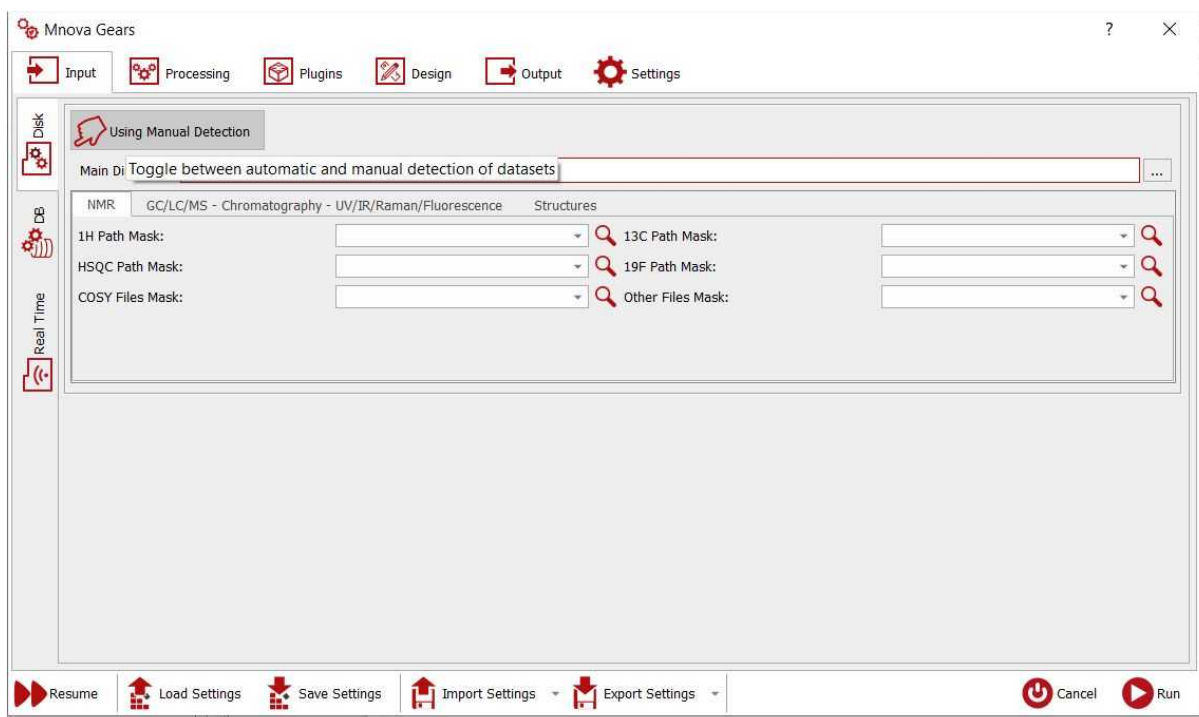 Mnova Gears
Input Processing Plugins Design Output Settings
Disk
DB
Real Time
Using Manual Detection
Main Di
Toggle between automatic and manual detection of datasets
...
NMR GC/LC/MS - Chromatography - UV/IR/Raman/Fluorescence Structures
1H Path Mask: 13C Path Mask:
HSQC Path Mask: 19F Path Mask:
COSY Files Mask: Other Files Mask:
Resume Load Settings Save Settings Import Settings Export Settings Cancel Run